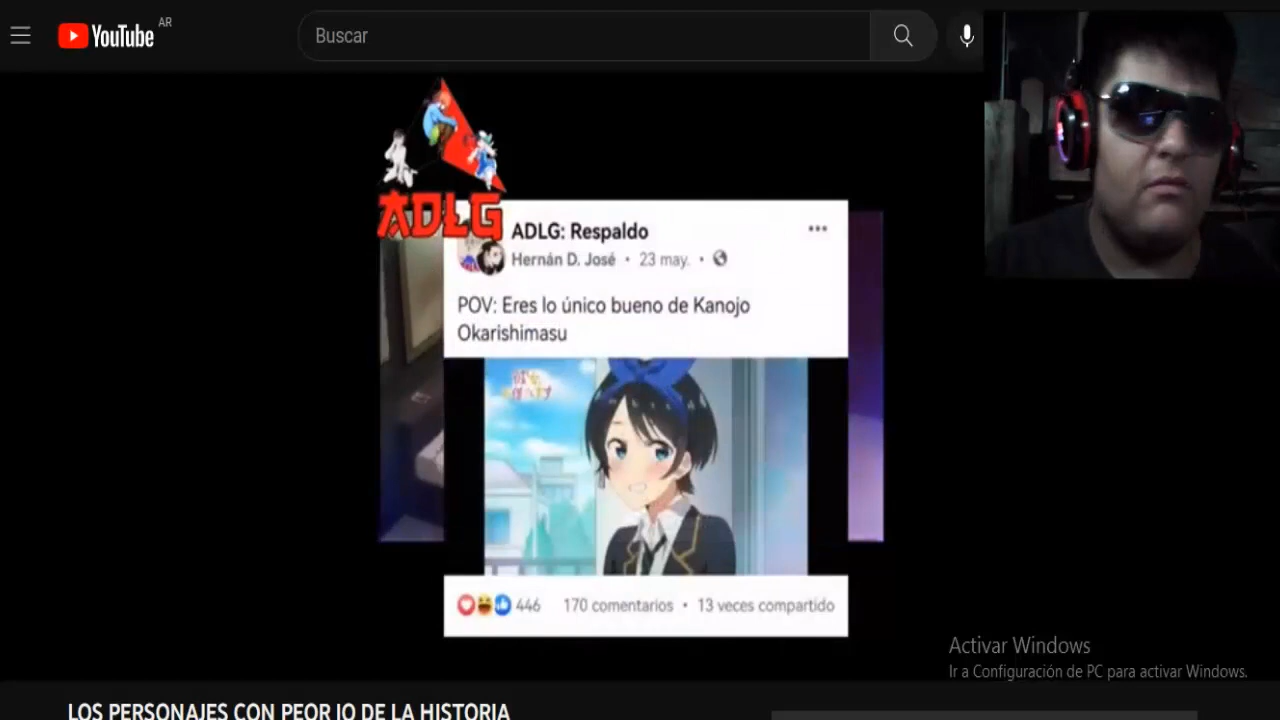 YouTube AR
Buscar
ADLG
ADLG: Respaldo
Hernán D. José · 23 may. ·
POV: Eres lo único bueno de Kanojo
Okarishimasu
446 170 comentarios · 13 veces compartido
Activar Windows
Ir a Configuración de PC para activar Windows.
LOS PERSONAJES CON PEOR IQ DE LA HISTORIA